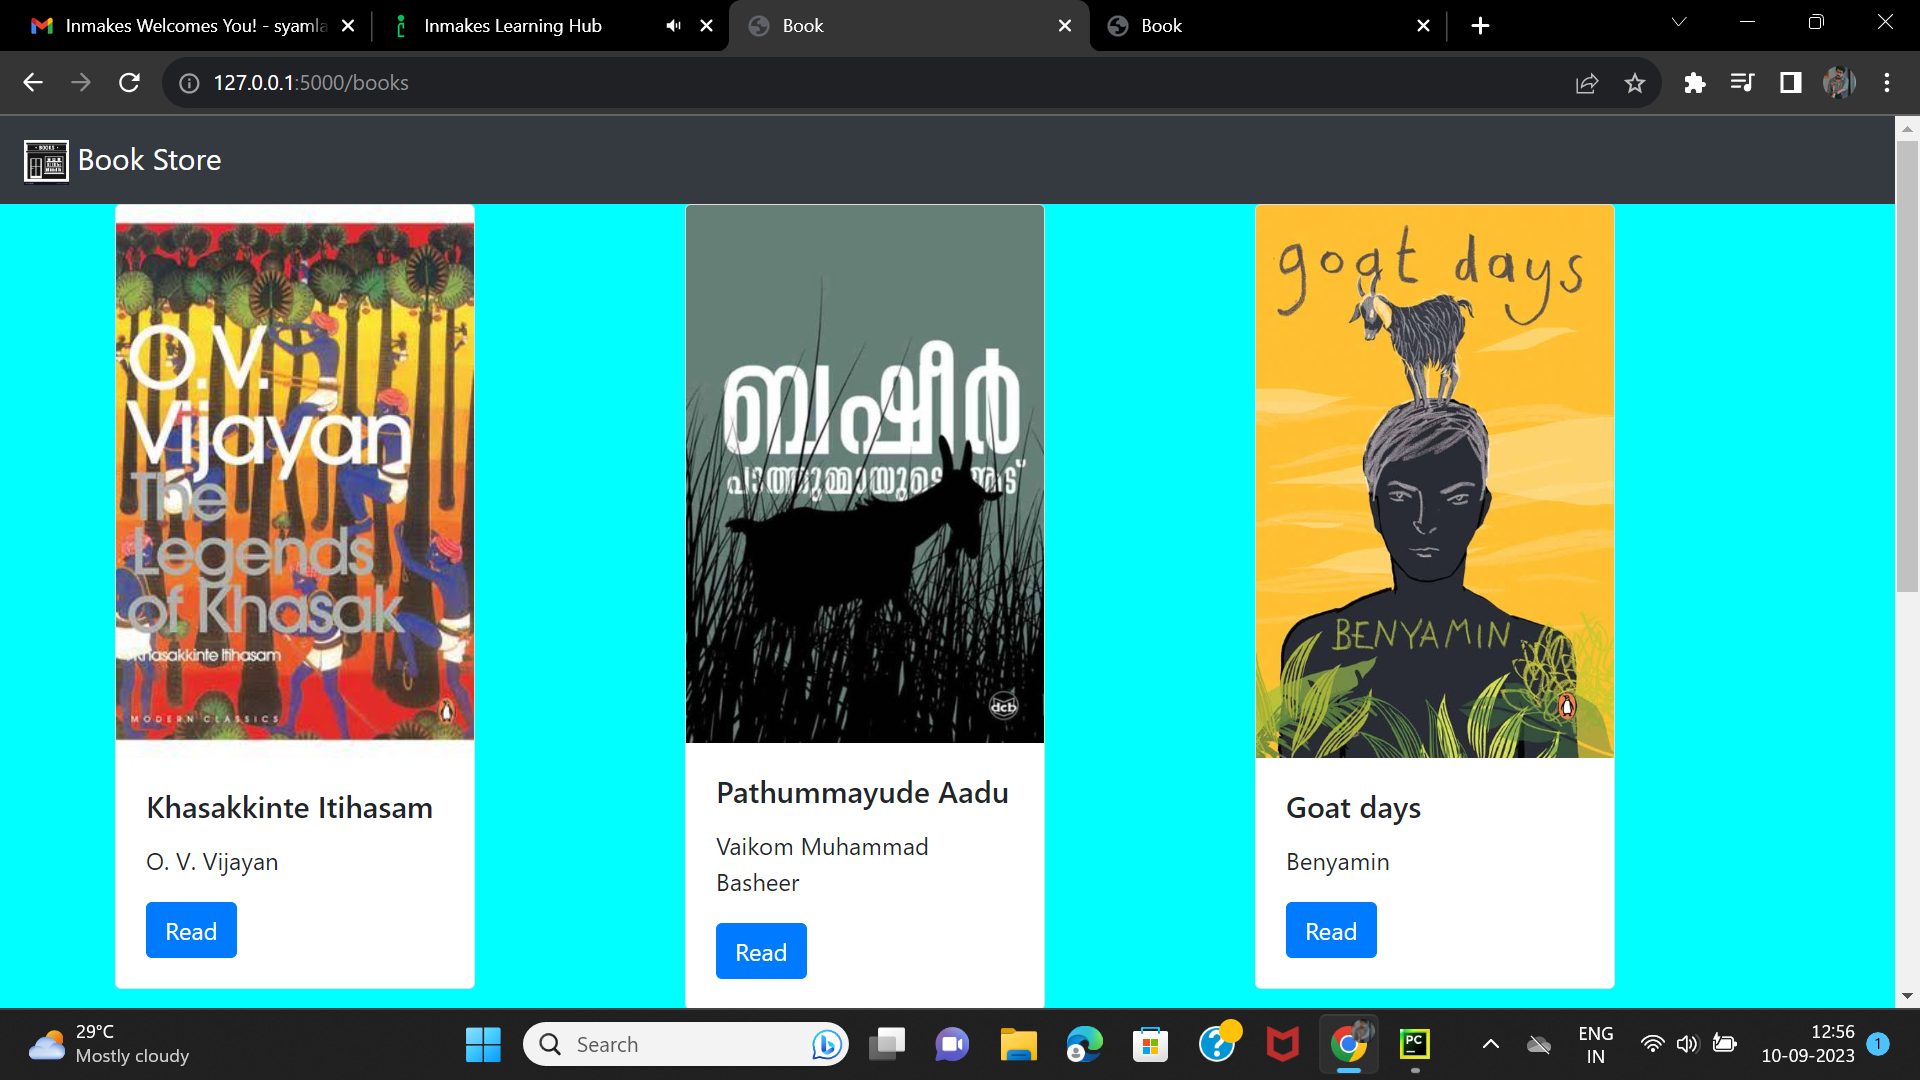 Inmakes Welcomes You! - syamla
Inmakes Learning Hub
Book
Book
127.0.0.1:5000/books
BOOKS
Book Store
O.V.
Vijayan
The
Legends
of Khasak
Khasakkinte Itihasam
MODERN CLASSICS
Khasakkinte Itihasam
O. V. Vijayan
Read
ബഷീർ
പാത്തുമ്മായുടെ ആട്
dcb
Pathummayude Aadu
Vaikom Muhammad
Basheer
Read
goat days
BENYAMIN
Goat days
Benyamin
Read
29°C
Mostly cloudy
Search
PC
ENG
IN
12:56
10-09-2023
1